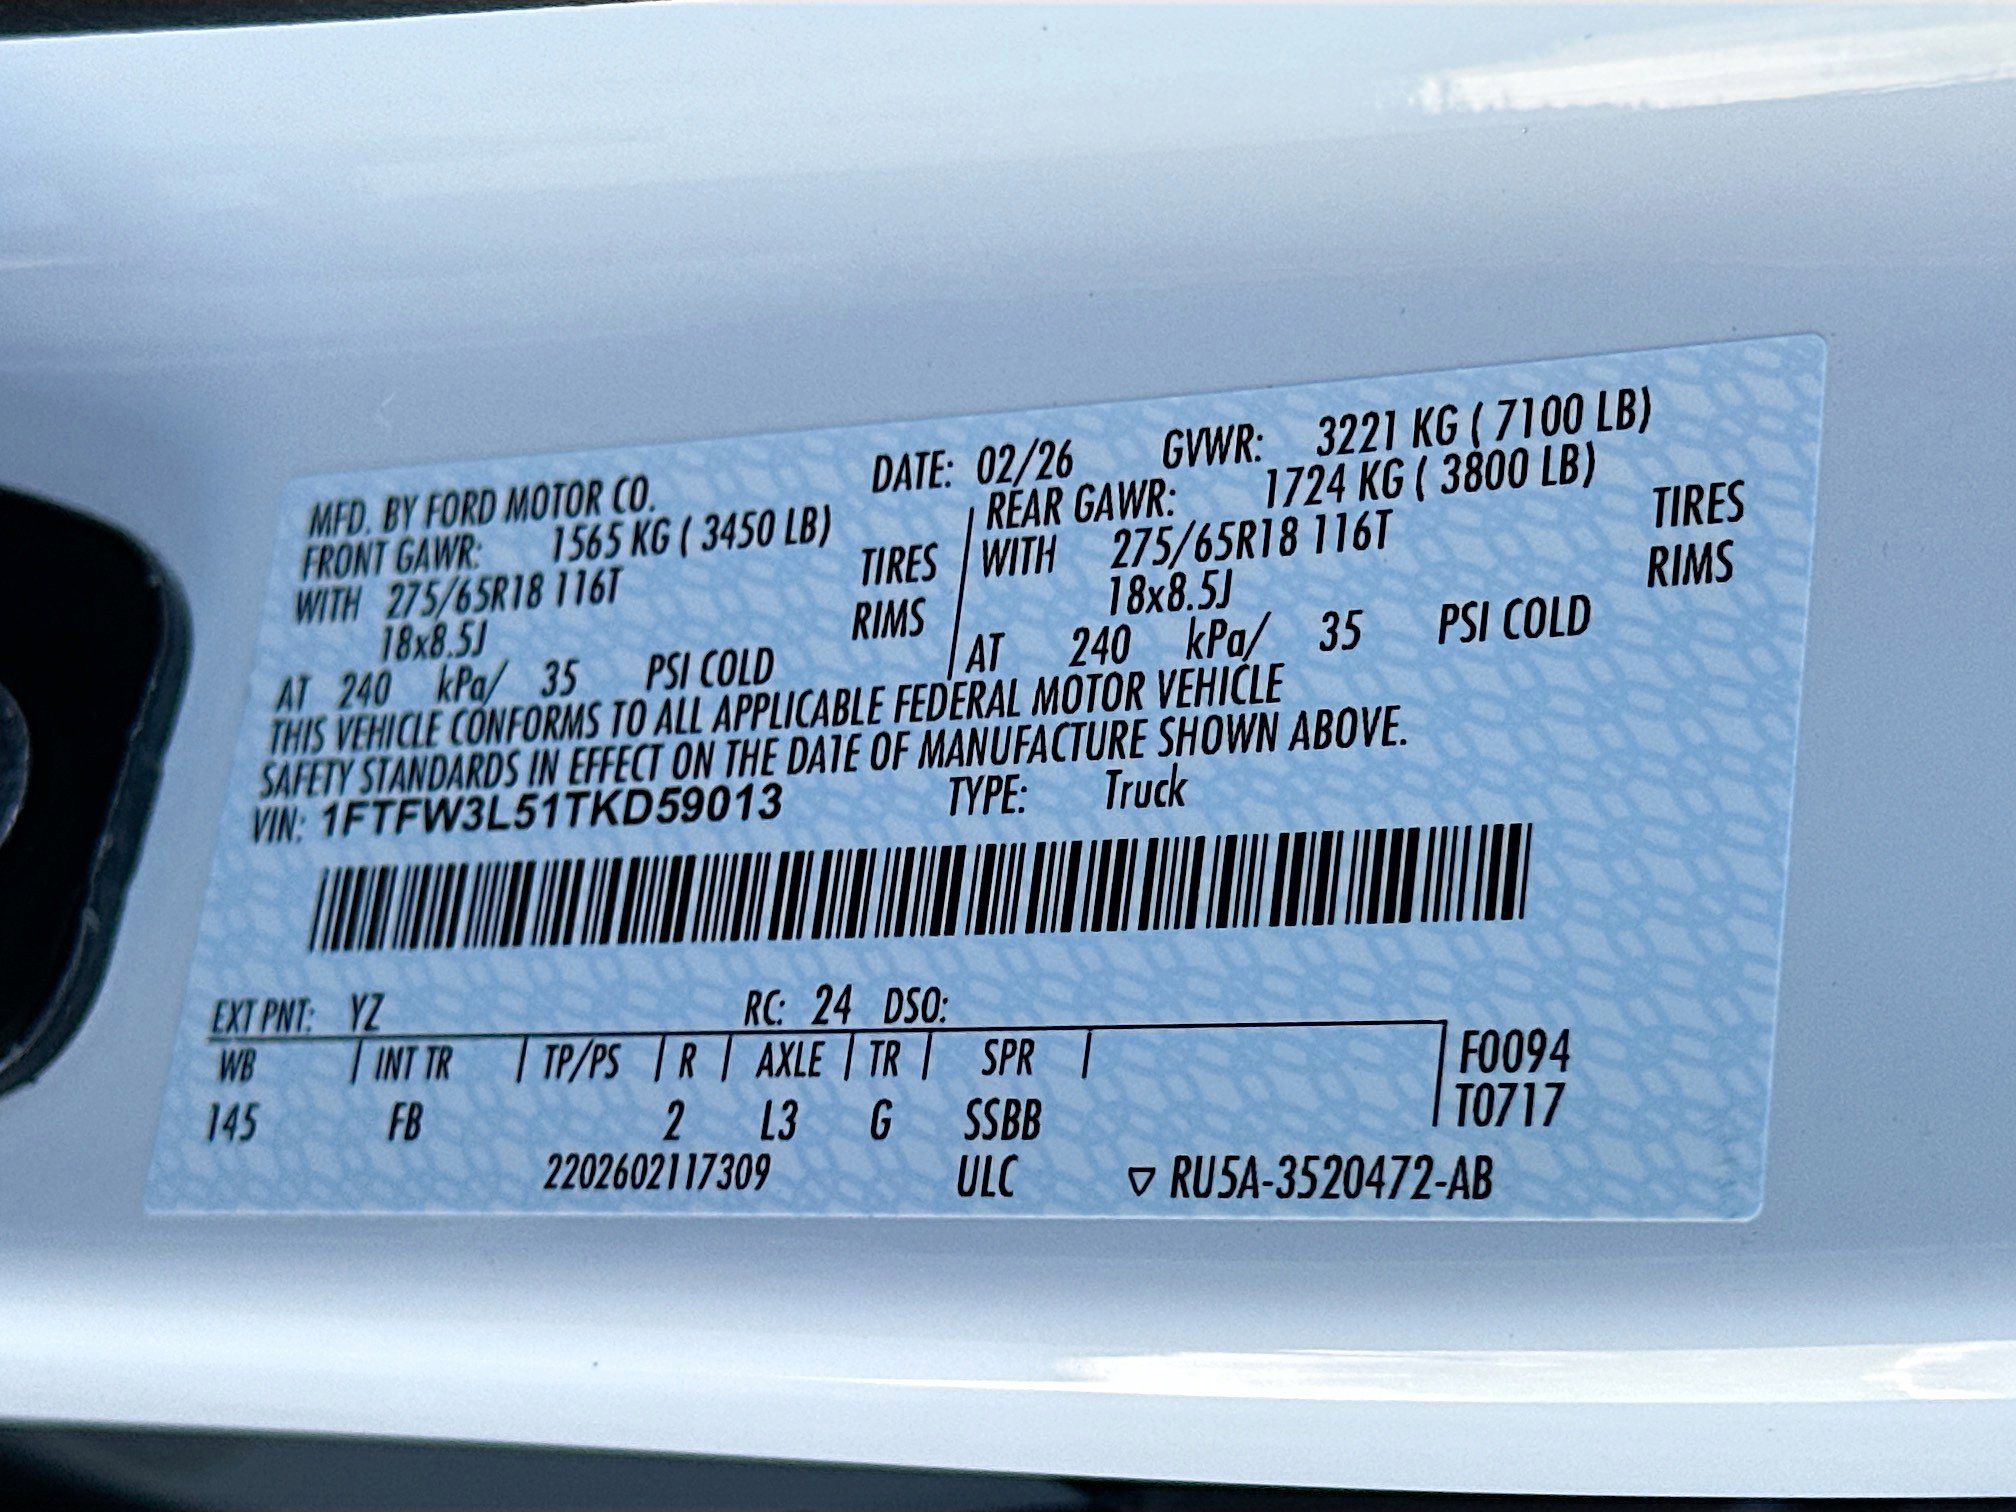 MFD. BY FORD MOTOR CO. DATE: 02/26 GVWR: 3221 KG ( 7100 LB)
FRONT GAWR: 1565 KG ( 3450 LB) REAR GAWR: 1724 KG ( 3800 LB)
WITH 275/65R18 116T TIRES WITH 275/65R18 116T TIRES
18x8.5J RIMS 18x8.5J RIMS
AT 240 kPa/ 35 PSI COLD AT 240 kPa/ 35 PSI COLD
THIS VEHICLE CONFORMS TO ALL APPLICABLE FEDERAL MOTOR VEHICLE
SAFETY STANDARDS IN EFFECT ON THE DATE OF MANUFACTURE SHOWN ABOVE.
VIN: 1FTFW3L51TKD59013 TYPE: Truck
EXT PNT: YZ RC: 24 DSO:
WB | INT TR | TP/PS | R | AXLE | TR | SPR | F0094
145 FB 2 L3 G SSBB T0717
2202602117309 ULC ▽ RU5A-3520472-AB